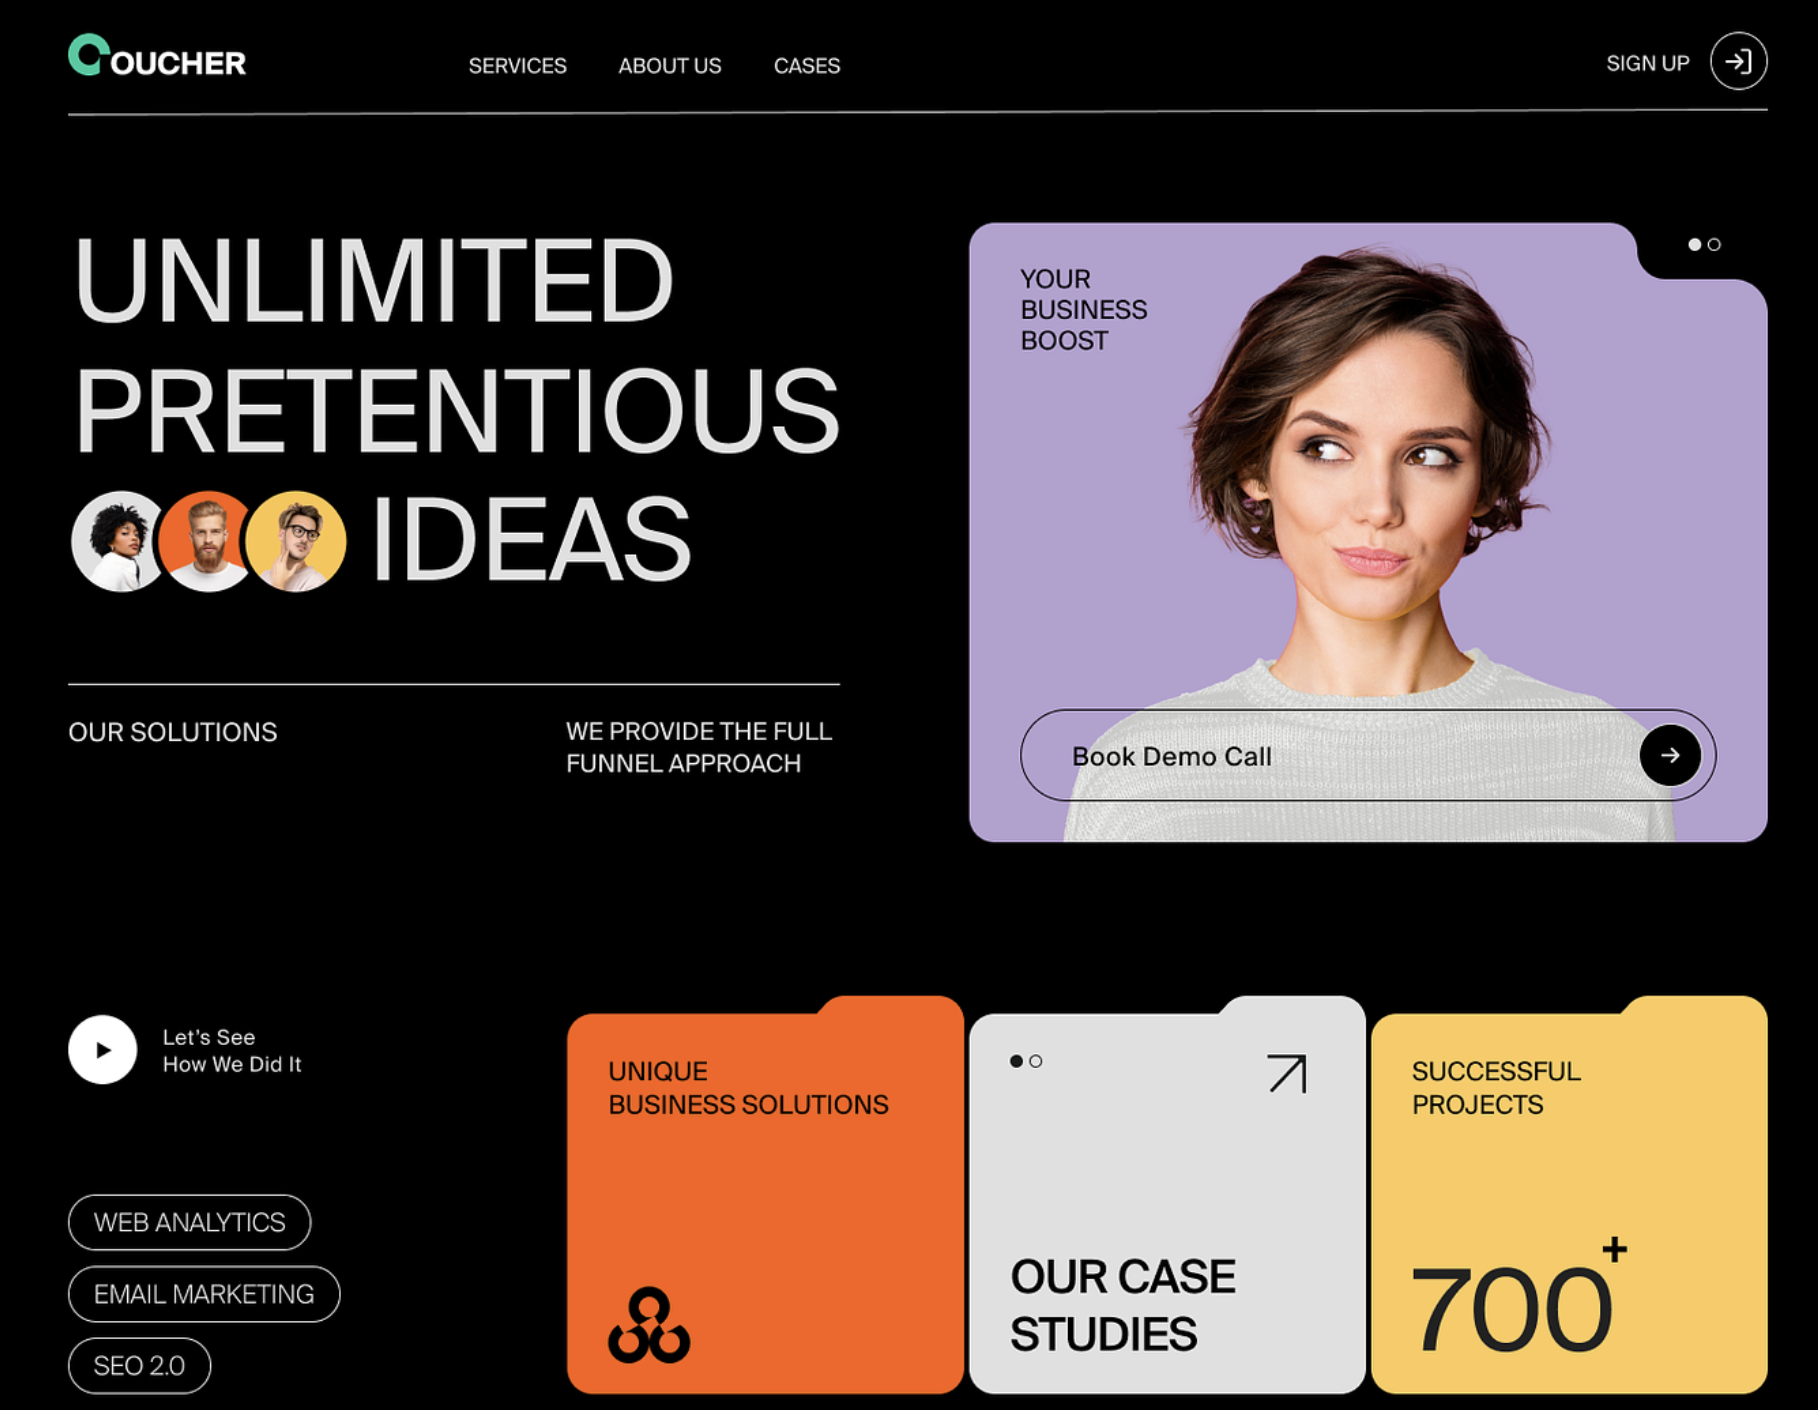 OUCHER
SERVICES
ABOUT US
CASES
SIGN UP
UNLIMITED
PRETENTIOUS
IDEAS
YOUR
BUSINESS
BOOST
Book Demo Call
OUR SOLUTIONS
WE PROVIDE THE FULL
FUNNEL APPROACH
Let's See
How We Did It
WEB ANALYTICS
EMAIL MARKETING
SEO 2.0
UNIQUE
BUSINESS SOLUTIONS
OUR CASE
STUDIES
SUCCESSFUL
PROJECTS
700+